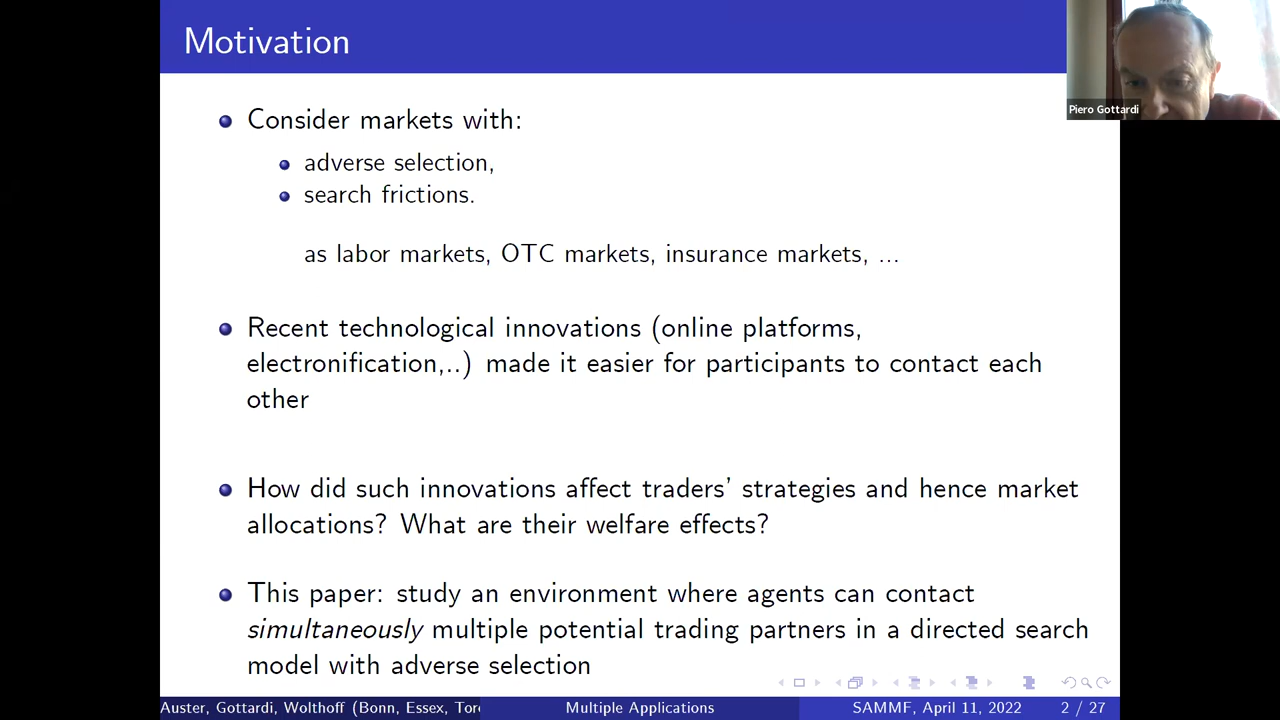 Motivation
Piero Gottardi
Consider markets with:
adverse selection,
search frictions.
as labor markets, OTC markets, insurance markets, ...
Recent technological innovations (online platforms,
electronification,..) made it easier for participants to contact each
other
How did such innovations affect traders' strategies and hence market
allocations? What are their welfare effects?
This paper: study an environment where agents can contact
simultaneously multiple potential trading partners in a directed search
model with adverse selection
Auster, Gottardi, Wolthoff (Bonn, Essex, Tor
Multiple Applications
SAMMF, April 11, 2022
2 / 27